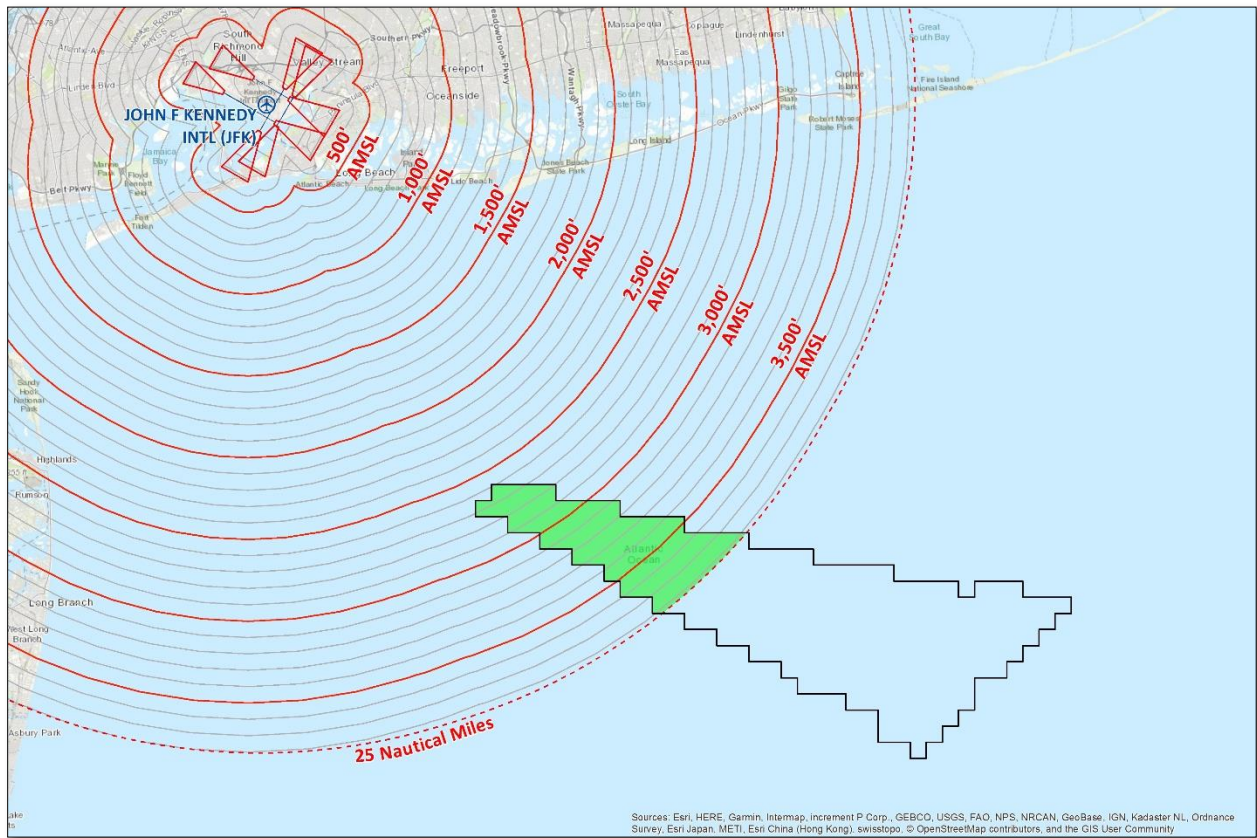 South
Richmond
Hill
Southern Pkwy
Massapequa
Copiague
Lindenhurst
Great
South Bay
Atlantic Ave
Linden Blvd
Valley Stream
Freeport
East
Massapequa
Wantagh Pkwy
Fire Island
National Seashore
Captree
Island
Gilgo
State
Park
Robert Moses
State Park
Oceanside
South
Oyster Bay
Ocean Pkwy
Long Island
JOHN F KENNEDY
INTL (JFK)
Jamaica
Bay
Floyd
Bennett
Field
Belt Pkwy
Fort
Tilden
Atlantic Beach
Lido Beach
Jones Beach
State Park
500'
AMSL
1,000'
AMSL
1,500'
AMSL
2,000'
AMSL
2,500'
AMSL
3,000'
AMSL
3,500'
AMSL
Sandy
Hook
National
Park
Highlands
Rumson
Atlantic
Ocean
Long Branch
West Long
Branch
Asbury Park
25 Nautical Miles
Sources: Esri, HERE, Garmin, Intermap, increment P Corp., GEBCO, USGS, FAO, NPS, NRCAN, GeoBase, IGN, Kadaster NL, Ordnance
Survey, Esri Japan, METI, Esri China (Hong Kong), swisstopo, © OpenStreetMap contributors, and the GIS User Community